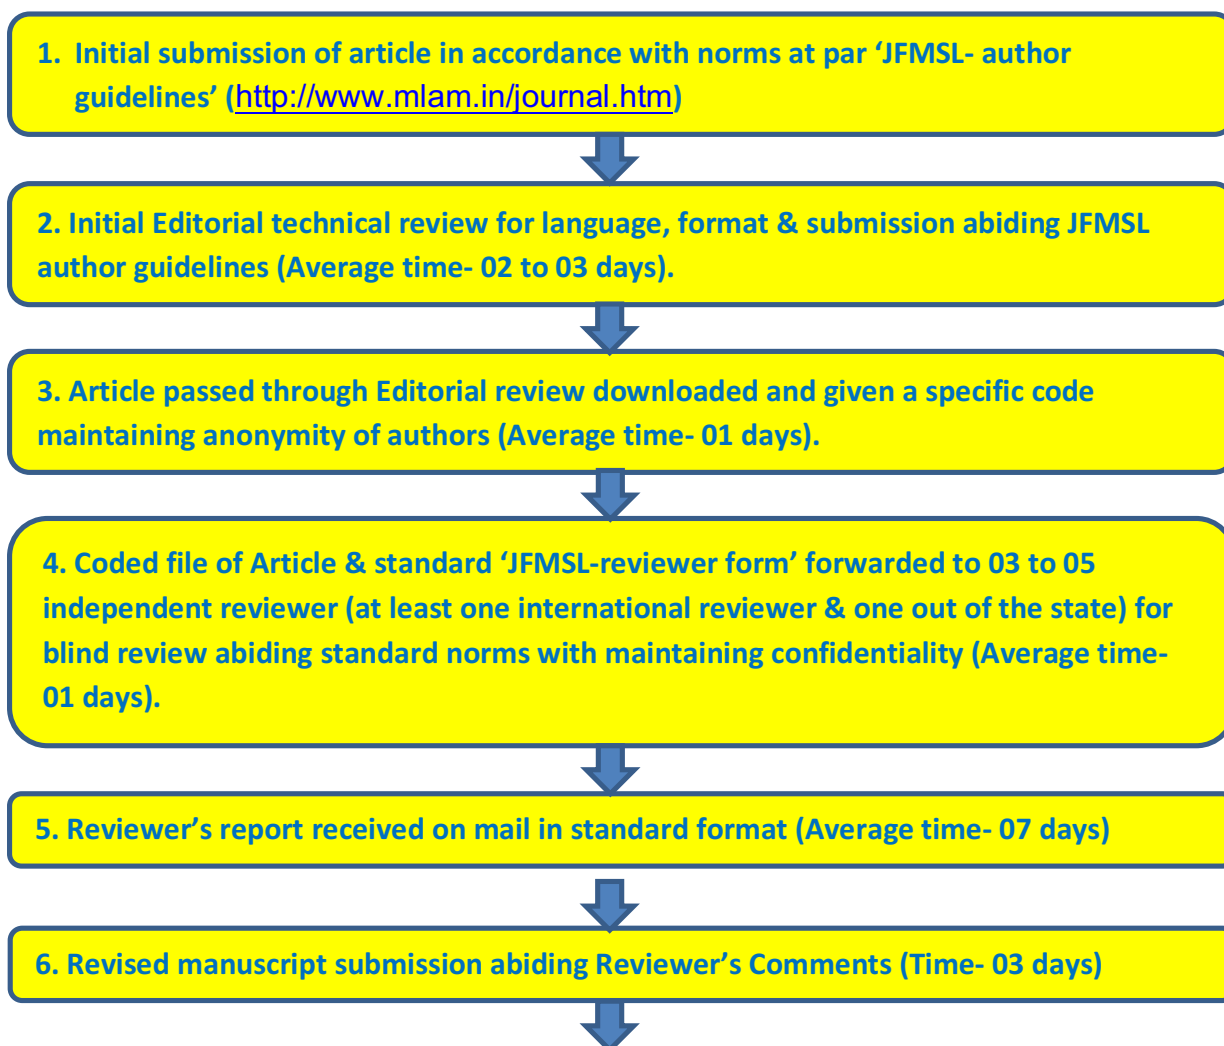 1. Initial submission of article in accordance with norms at par ‘JFMSL- author
guidelines’ (http://www.mlam.in/journal.htm)
2. Initial Editorial technical review for language, format & submission abiding JFMSL
author guidelines (Average time- 02 to 03 days).
3. Article passed through Editorial review downloaded and given a specific code
maintaining anonymity of authors (Average time- 01 days).
4. Coded file of Article & standard ‘JFMSL-reviewer form’ forwarded to 03 to 05
independent reviewer (at least one international reviewer & one out of the state) for
blind review abiding standard norms with maintaining confidentiality (Average time-
01 days).
5. Reviewer’s report received on mail in standard format (Average time- 07 days)
6. Revised manuscript submission abiding Reviewer’s Comments (Time- 03 days)